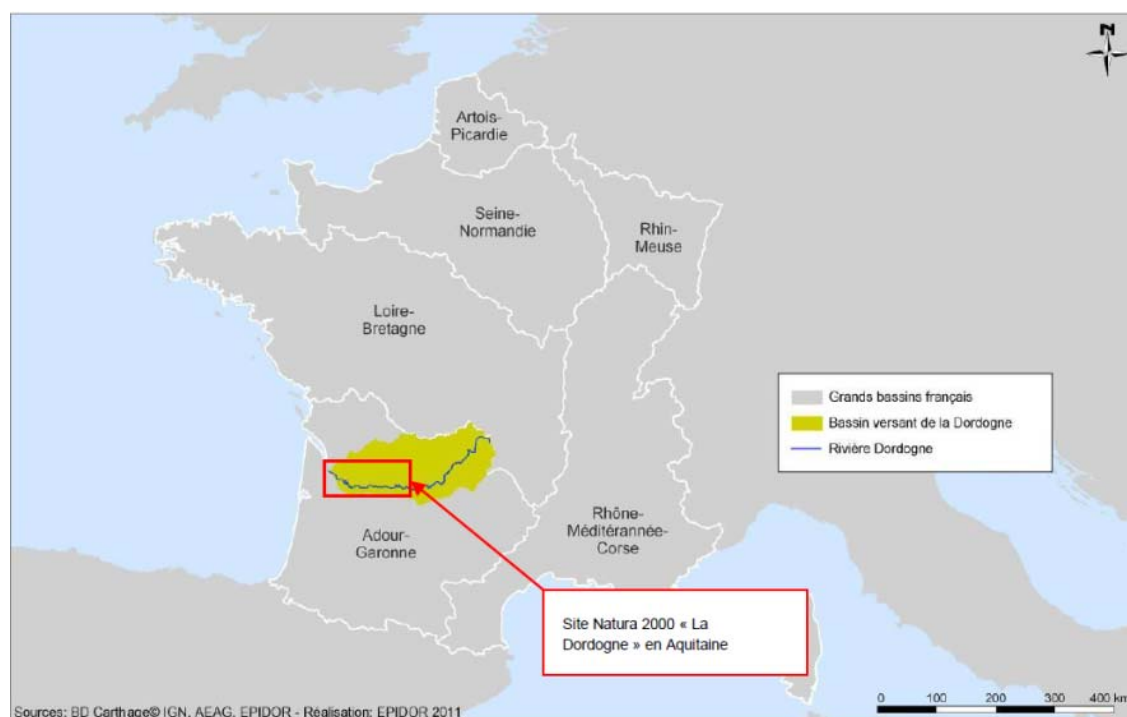 N
Artois-
Picardie
Seine-
Normandie
Rhin-
Meuse
Loire-
Bretagne
Grands bassins français
Bassin versant de la Dordogne
Rivière Dordogne
Adour-
Garonne
Rhône-
Méditérannée-
Corse
Site Natura 2000 « La
Dordogne » en Aquitaine
0 100 200 300 400 km
Sources: BD Carthage© IGN, AEAG, EPIDOR - Réalisation: EPIDOR 2011